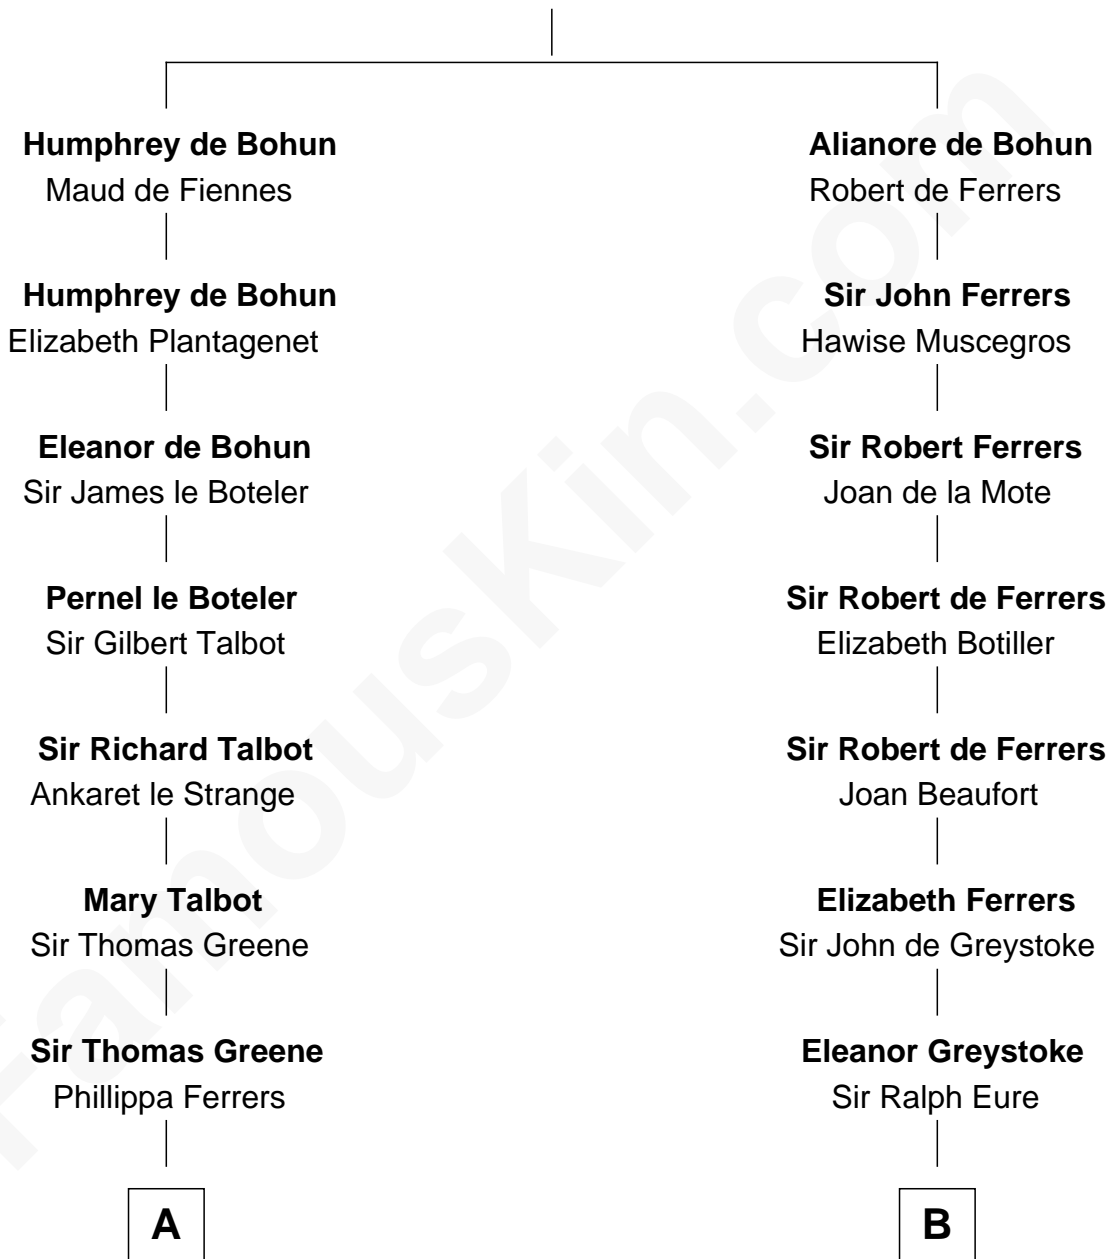 Humphrey de Bohun
Maud de Fiennes
Humphrey de Bohun
Elizabeth Plantagenet
Eleanor de Bohun
Sir James le Boteler
Pernel le Boteler
Sir Gilbert Talbot
Sir Richard Talbot
Ankaret le Strange
Mary Talbot
Sir Thomas Greene
Sir Thomas Greene
Phillippa Ferrers
A
Alianore de Bohun
Robert de Ferrers
Sir John Ferrers
Hawise Muscegros
Sir Robert Ferrers
Joan de la Mote
Sir Robert de Ferrers
Elizabeth Botiller
Sir Robert de Ferrers
Joan Beaufort
Elizabeth Ferrers
Sir John de Greystoke
Eleanor Greystoke
Sir Ralph Eure
B
FamousKin.com